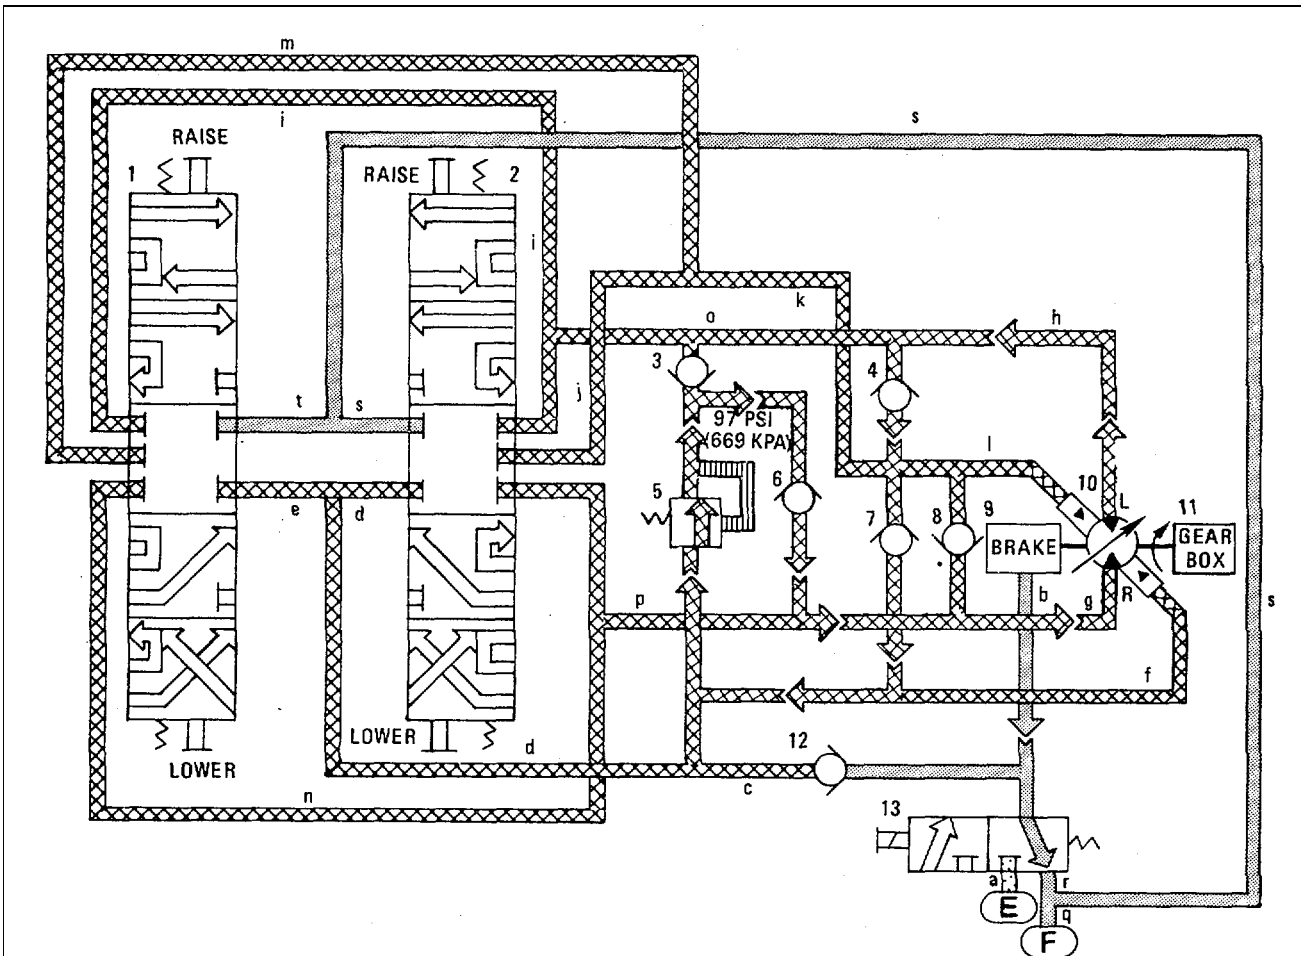 m
i
s
RAISE
1
RAISE
2
i
k
o
h
3
4
j
t
s
97 PSI
(669 KPA)
l
10
L
11
5
6
7
8
9
BRAKE
GEAR
BOX
e
d
p
b
g
R
s
f
LOWER
LOWER
d
12
c
n
13
a
r
E
q
F